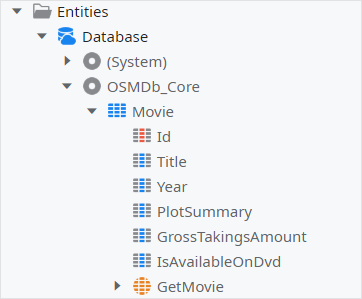 Entities
Database
(System)
OSMDb_Core
Movie
Id
Title
Year
PlotSummary
GrossTakingsAmount
IsAvailableOnDvd
GetMovie